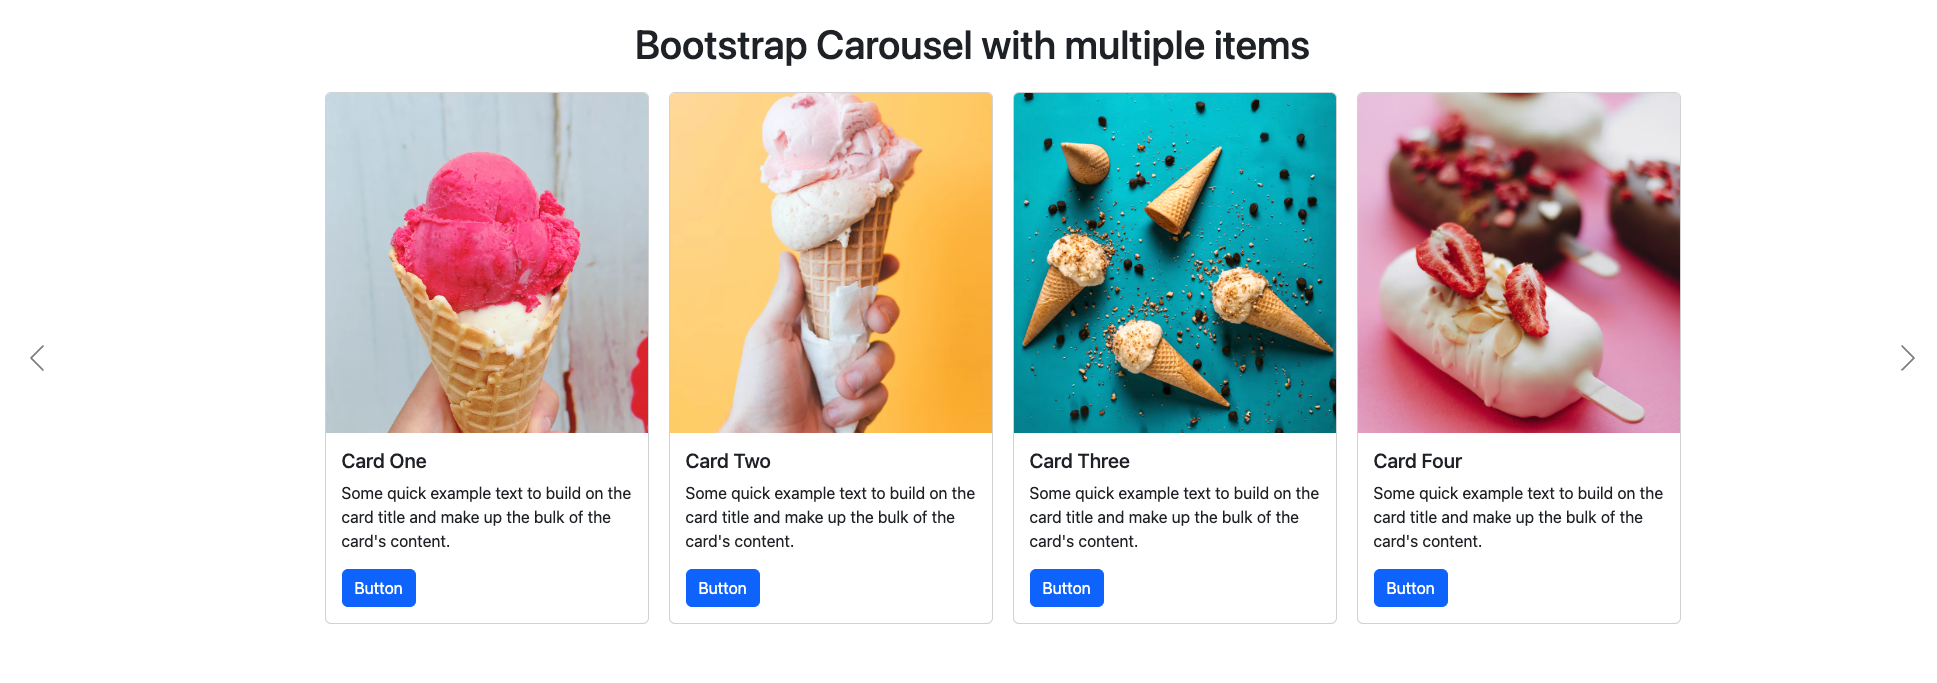 Bootstrap Carousel with multiple items
Card One
Some quick example text to build on the
card title and make up the bulk of the
card's content.
Button
Card Two
Some quick example text to build on the
card title and make up the bulk of the
card's content.
Button
Card Three
Some quick example text to build on the
card title and make up the bulk of the
card's content.
Button
Card Four
Some quick example text to build on the
card title and make up the bulk of the
card's content.
Button